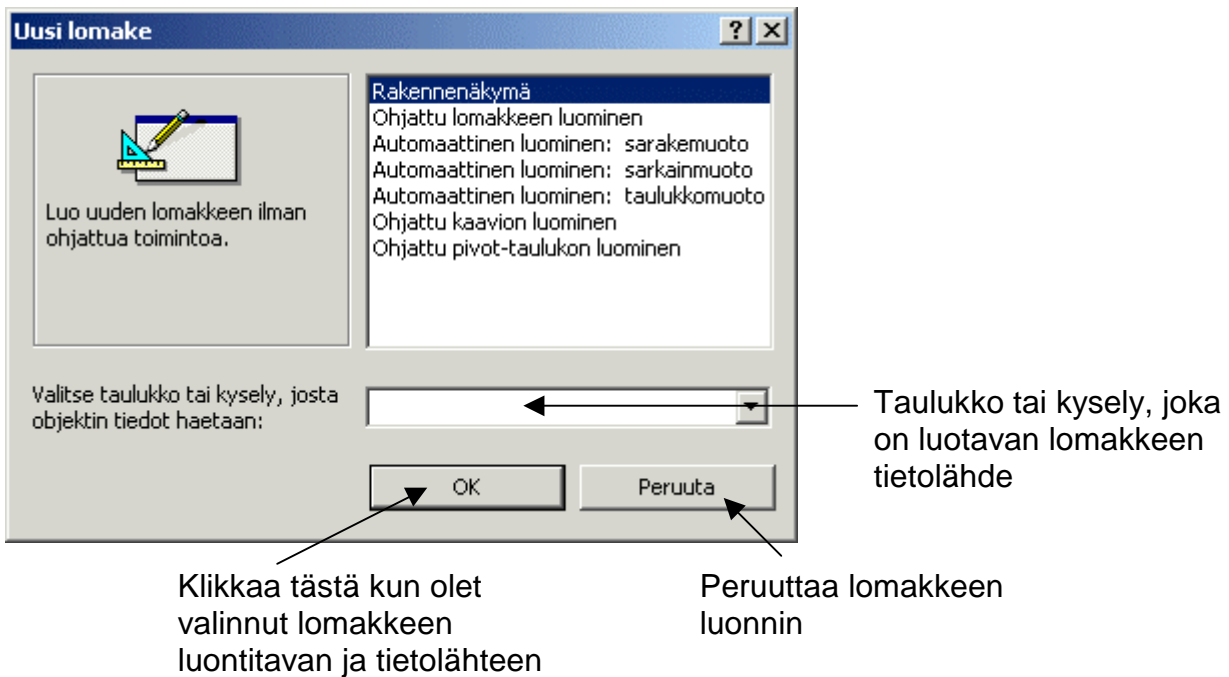 Uusi lomake
Rakennenäkymä
Ohjattu lomakkeen luominen
Automaattinen luominen: sarakemuoto
Automaattinen luominen: sarkainmuoto
Automaattinen luominen: taulukkomuoto
Ohjattu kaavion luominen
Ohjattu pivot-taulukon luominen
Luo uuden lomakkeen ilman
ohjattua toimintoa.
Valitse taulukko tai kysely, josta
objektin tiedot haetaan:
Taulukko tai kysely, joka
on luotavan lomakkeen
tietolähde
OK
Peruuta
Klikkaa tästä kun olet
valinnut lomakkeen
luontitavan ja tietolähteen
Peruuttaa lomakkeen
luonnin